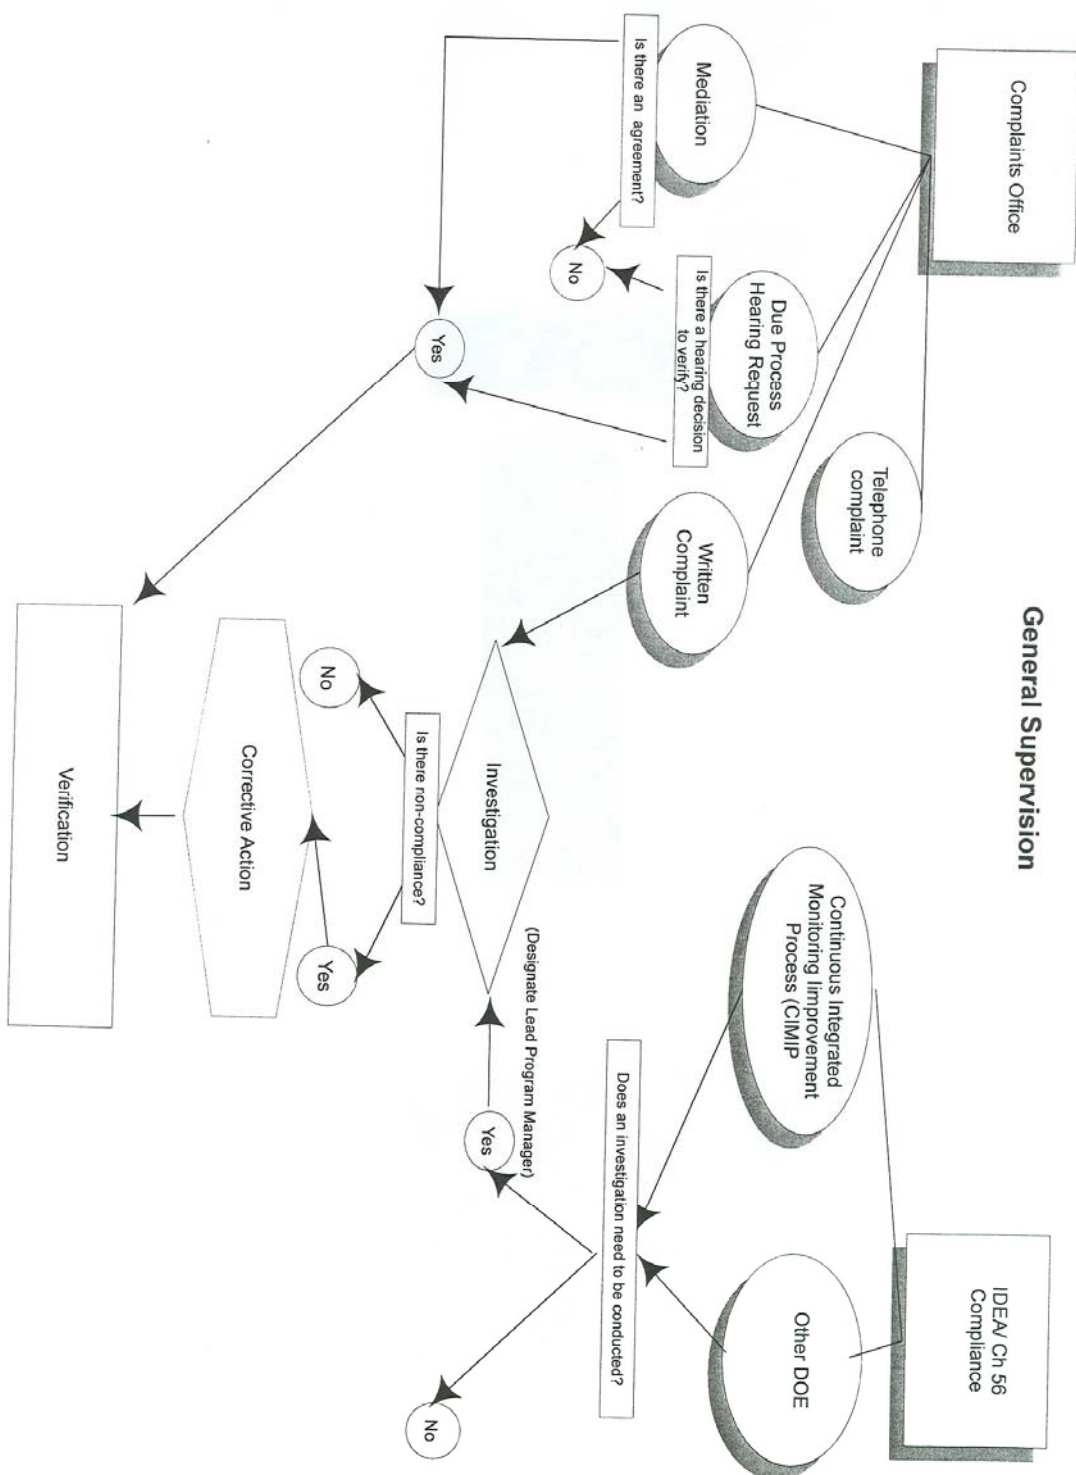 General Supervision
Complaints Office
Mediation
Is there an agreement?
Due Process
Hearing Request
Is there a hearing decision
to verify?
No
Yes
Telephone
complaint
Written
Complaint
IDEA/ Ch 56
Compliance
Continuous Integrated
Monitoring Iimprovement
Process (CIMIP
Other DOE
Does an investigation need to be conducted?
Yes
No
(Designate Lead Program Manager)
Investigation
Is there non-compliance?
No
Yes
Corrective Action
Verification